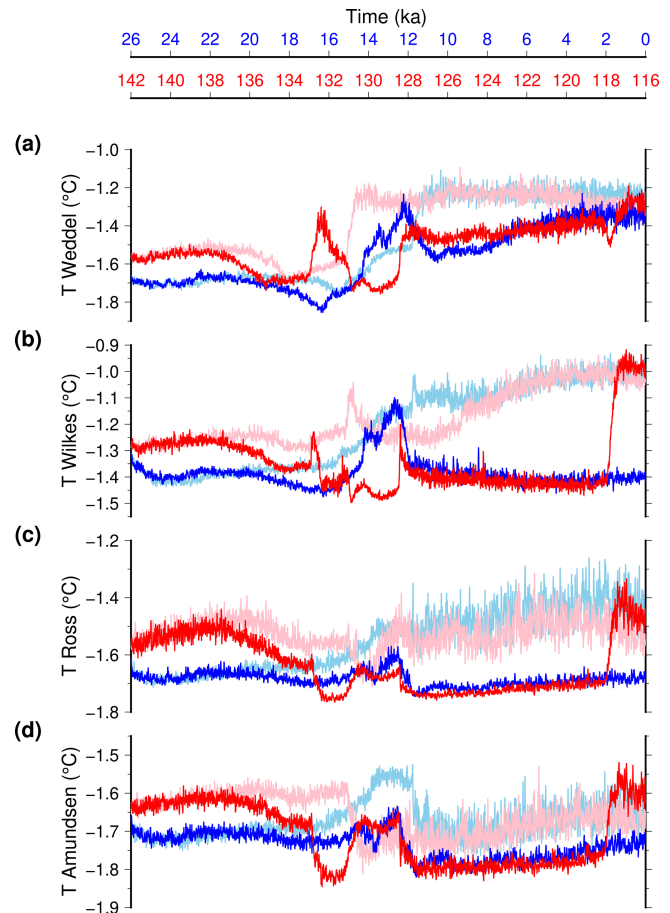 Time (ka)
26 24 22 20 18 16 14 12 10 8 6 4 2 0
142 140 138 136 134 132 130 128 126 124 122 120 118 116
(a)
T Weddel (°C)
−1.0
−1.2
−1.4
−1.6
−1.8
(b)
T Wilkes (°C)
−0.9
−1.0
−1.1
−1.2
−1.3
−1.4
−1.5
(c)
T Ross (°C)
−1.2
−1.4
−1.6
−1.8
(d)
T Amundsen (°C)
−1.5
−1.6
−1.7
−1.8
−1.9